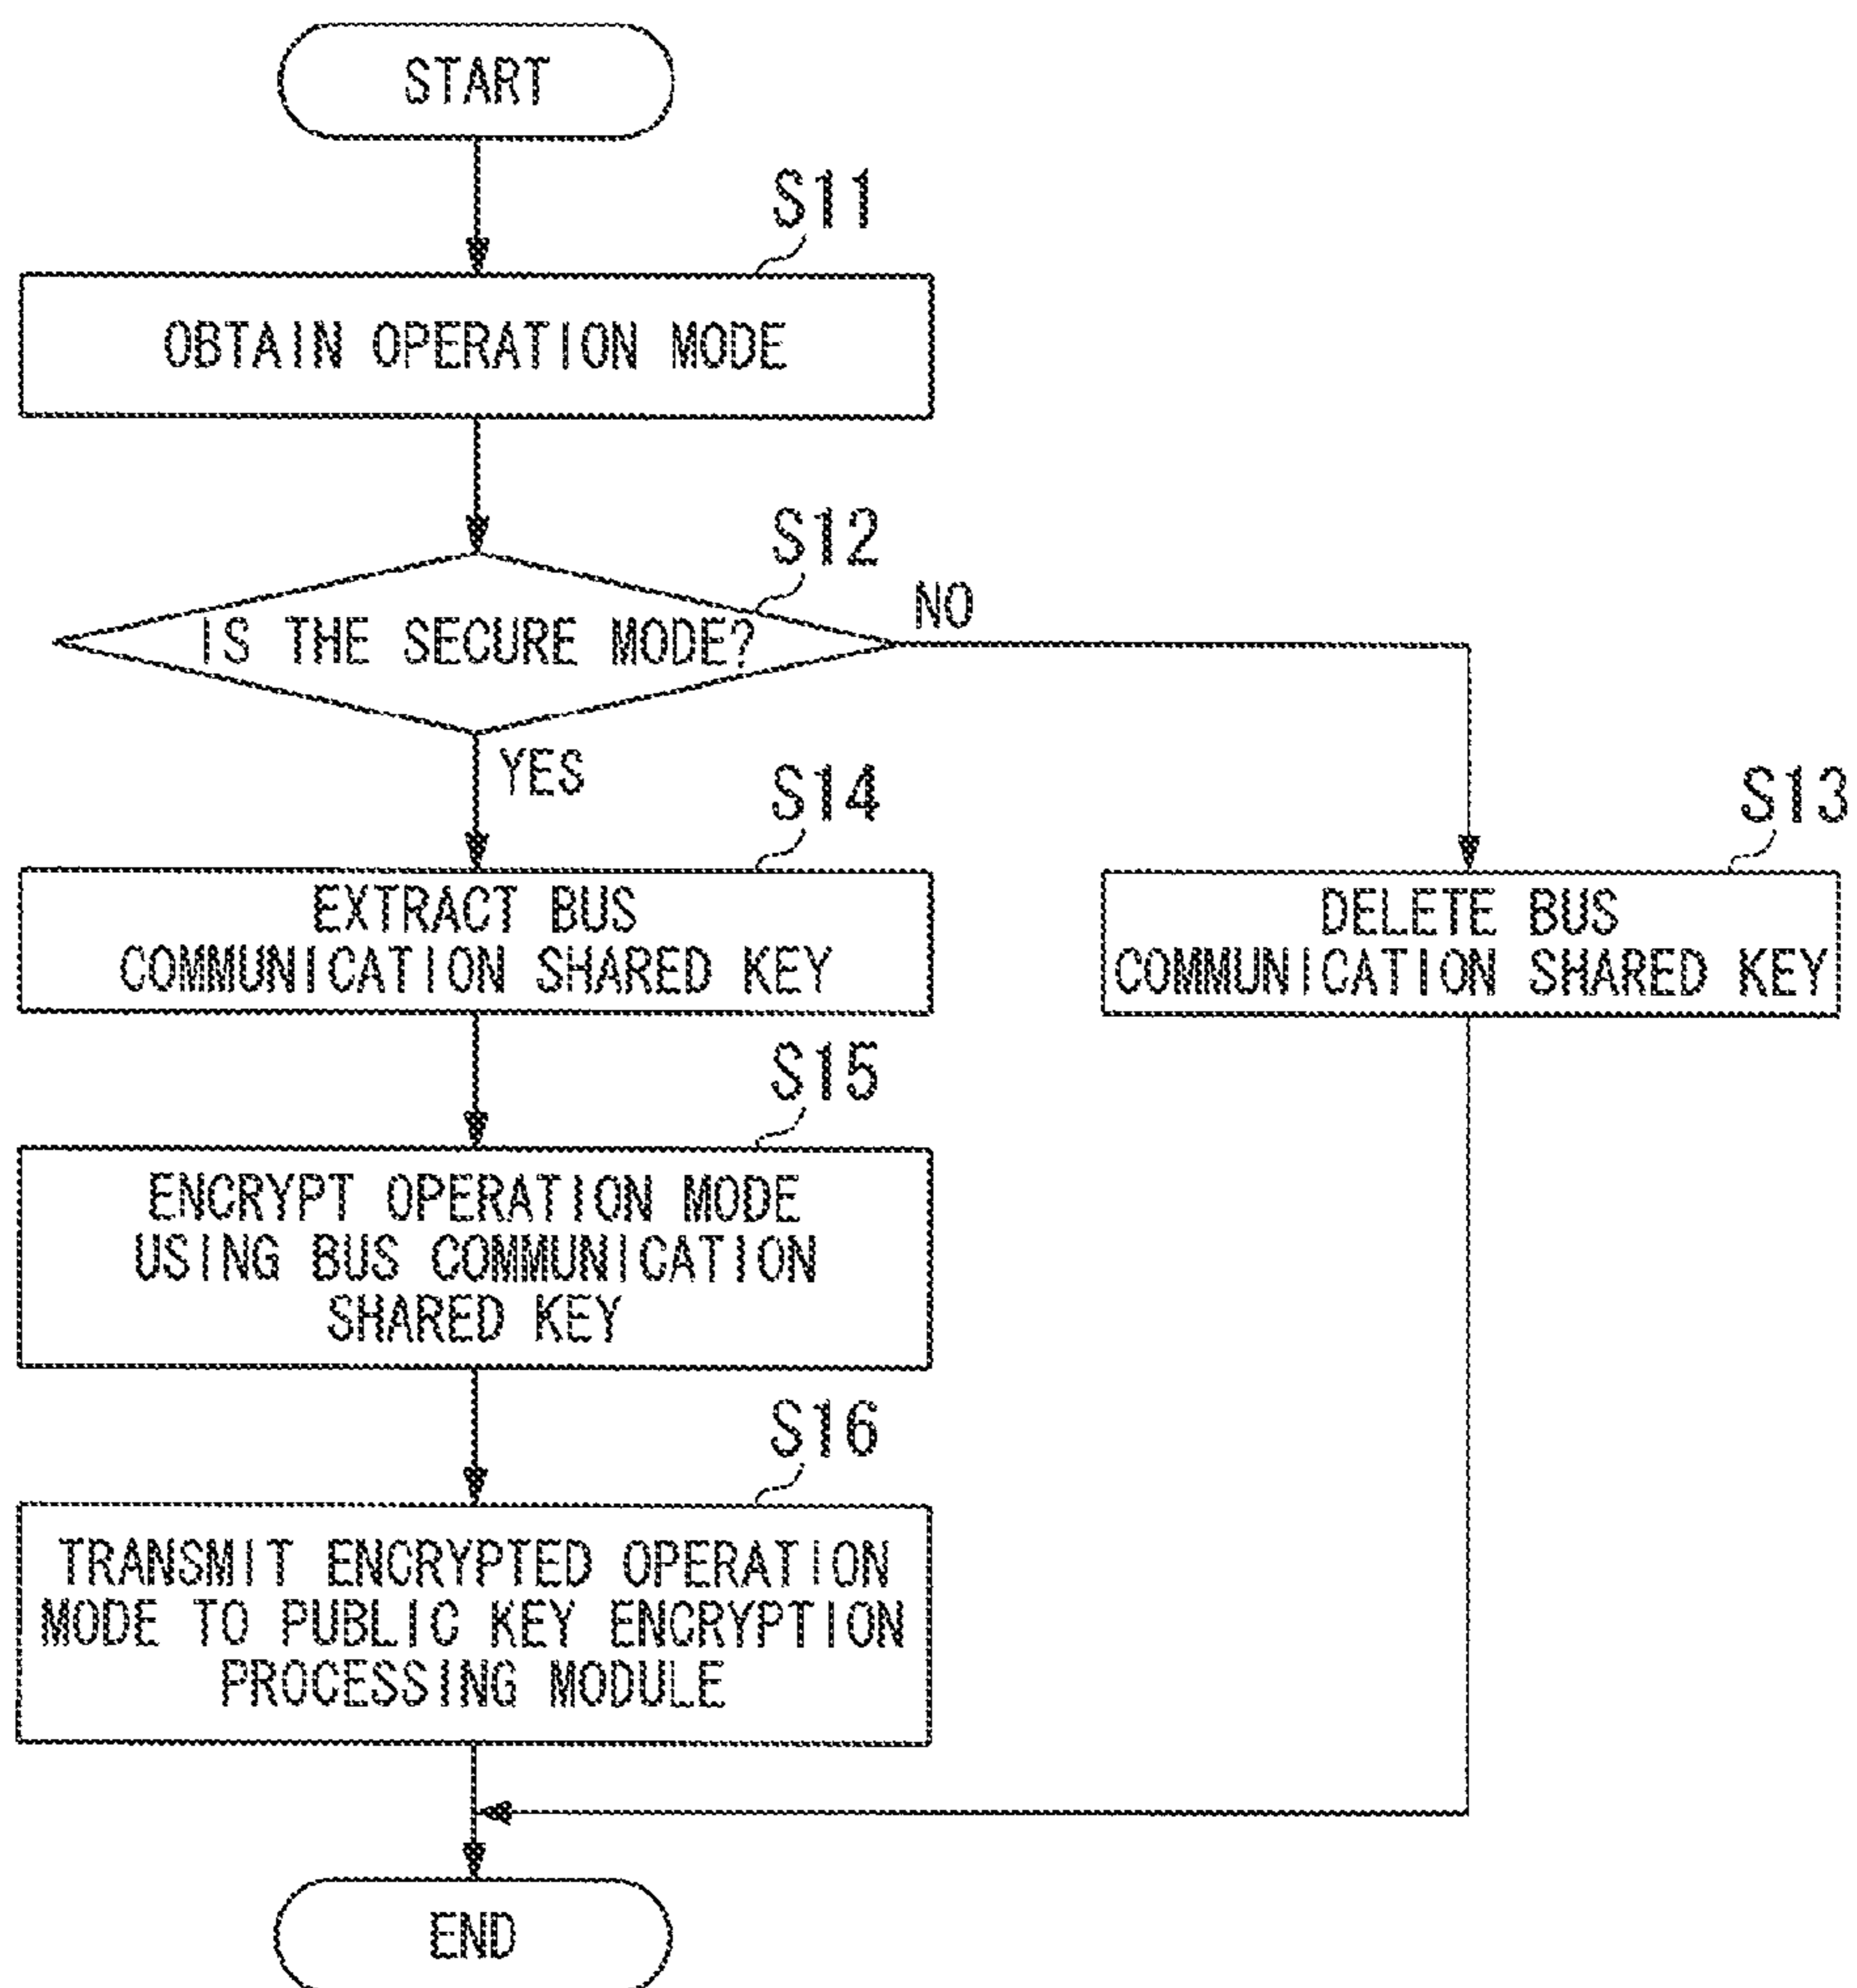 START
S11
OBTAIN OPERATION MODE
S12
IS THE SECURE MODE?
NO
YES
S14
EXTRACT BUS
COMMUNICATION SHARED KEY
S13
DELETE BUS
COMMUNICATION SHARED KEY
S15
ENCRYPT OPERATION MODE
USING BUS COMMUNICATION
SHARED KEY
S16
TRANSMIT ENCRYPTED OPERATION
MODE TO PUBLIC KEY ENCRYPTION
PROCESSING MODULE
END